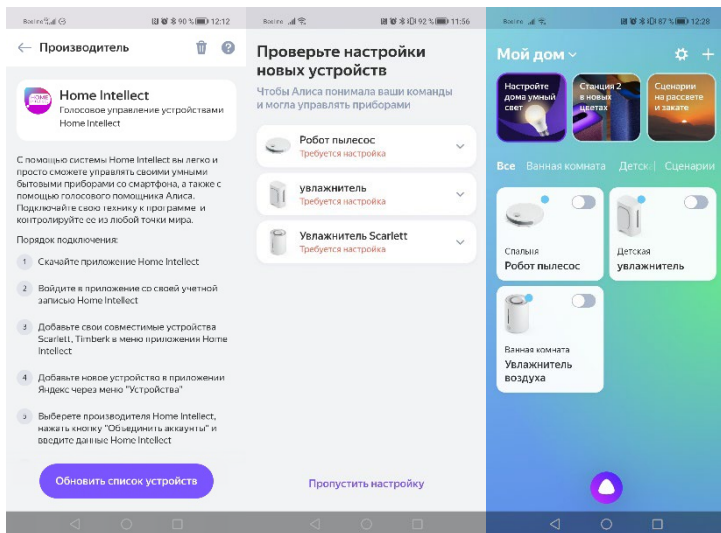 90 % 12:12
Производитель
Home Intellect
Голосовое управление устройствами
Home Intellect
С помощью системы Home Intellect вы легко и
просто сможете управлять своими умными
бытовыми приборами со смартфона, а также с
помощью голосового помощника Алиса.
Подключайте свою технику к программе и
контролируйте ее из любой точки мира.
Порядок подключения:
1 Скачайте приложение Home Intellect
2 Войдите в приложение со своей учетной
записью Home Intellect
3 Добавьте свои совместимые устройства
Scarlett, Timberk в меню приложения Home
Intellect
4 Добавьте новое устройство в приложении
Яндекс через меню "Устройства"
5 Выберете производителя Home Intellect,
нажать кнопку "Объединить аккаунты" и
введите данные Home Intellect
Обновить список устройств
92 % 11:56
Проверьте настройки
новых устройств
Чтобы Алиса понимала ваши команды
и могла управлять приборами
Робот пылесос
Требуется настройка
увлажнитель
Требуется настройка
Увлажнитель Scarlett
Требуется настройка
Пропустить настройку
87 % 12:28
Мой дом
Настройте
дома умный
свет
Станция 2
в новых
цветах
Сценарии
на рассвете
и закате
Все Ванная комната Детск Сценарии
Спальня
Робот пылесос
Детская
увлажнитель
Ванная комната
Увлажнитель
воздуха